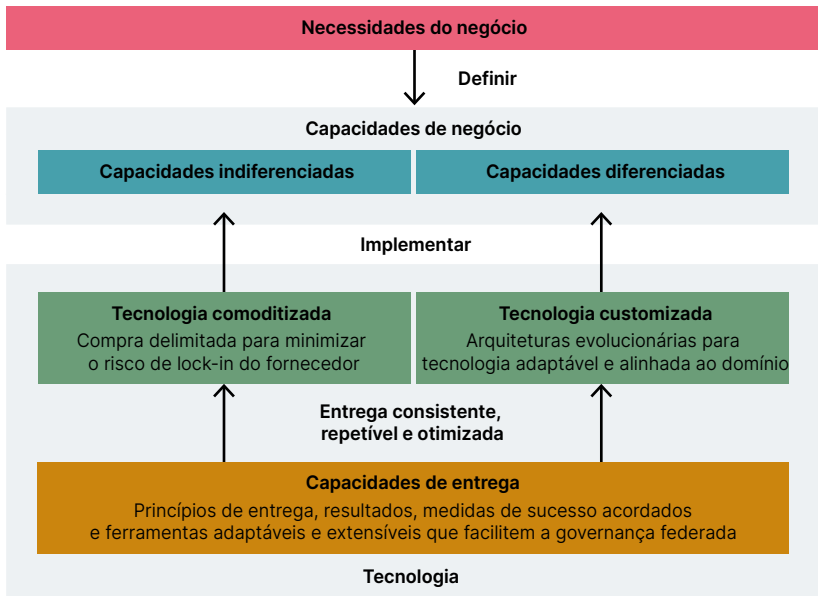 Necessidades do negócio
Definir
Capacidades de negócio
Capacidades indiferenciadas
Capacidades diferenciadas
Implementar
Tecnologia comoditizada
Compra delimitada para minimizar
o risco de lock-in do fornecedor
Tecnologia customizada
Arquiteturas evolucionárias para
tecnologia adaptável e alinhada ao domínio
Entrega consistente,
repetível e otimizada
Capacidades de entrega
Princípios de entrega, resultados, medidas de sucesso acordados
e ferramentas adaptáveis e extensíveis que facilitem a governança federada
Tecnologia